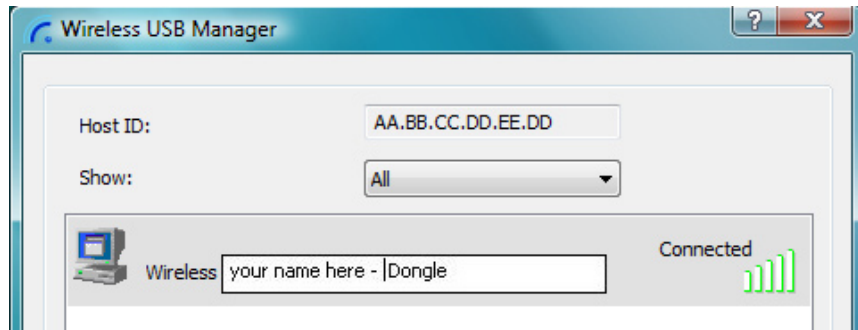 Wireless USB Manager
Host ID: AA.BB.CC.DD.EE.DD
Show: All
Connected
Wireless your name here - Dongle